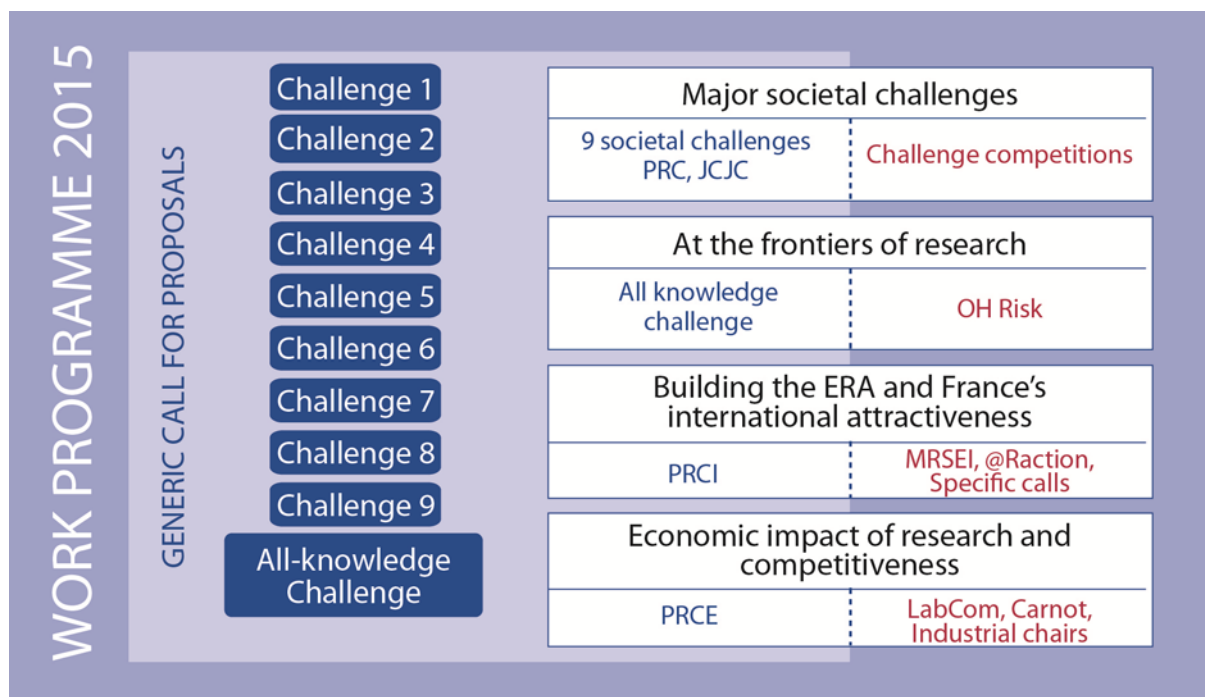 WORK PROGRAMME 2015
GENERIC CALL FOR PROPOSALS
Challenge 1
Challenge 2
Challenge 3
Challenge 4
Challenge 5
Challenge 6
Challenge 7
Challenge 8
Challenge 9
All-knowledge
Challenge
Major societal challenges
9 societal challenges
PRC, JCJC
Challenge competitions
At the frontiers of research
All knowledge
challenge
OH Risk
Building the ERA and France's
international attractiveness
PRCI
MRSEI, @Raction,
Specific calls
Economic impact of research and
competitiveness
PRCE
LabCom, Carnot,
Industrial chairs